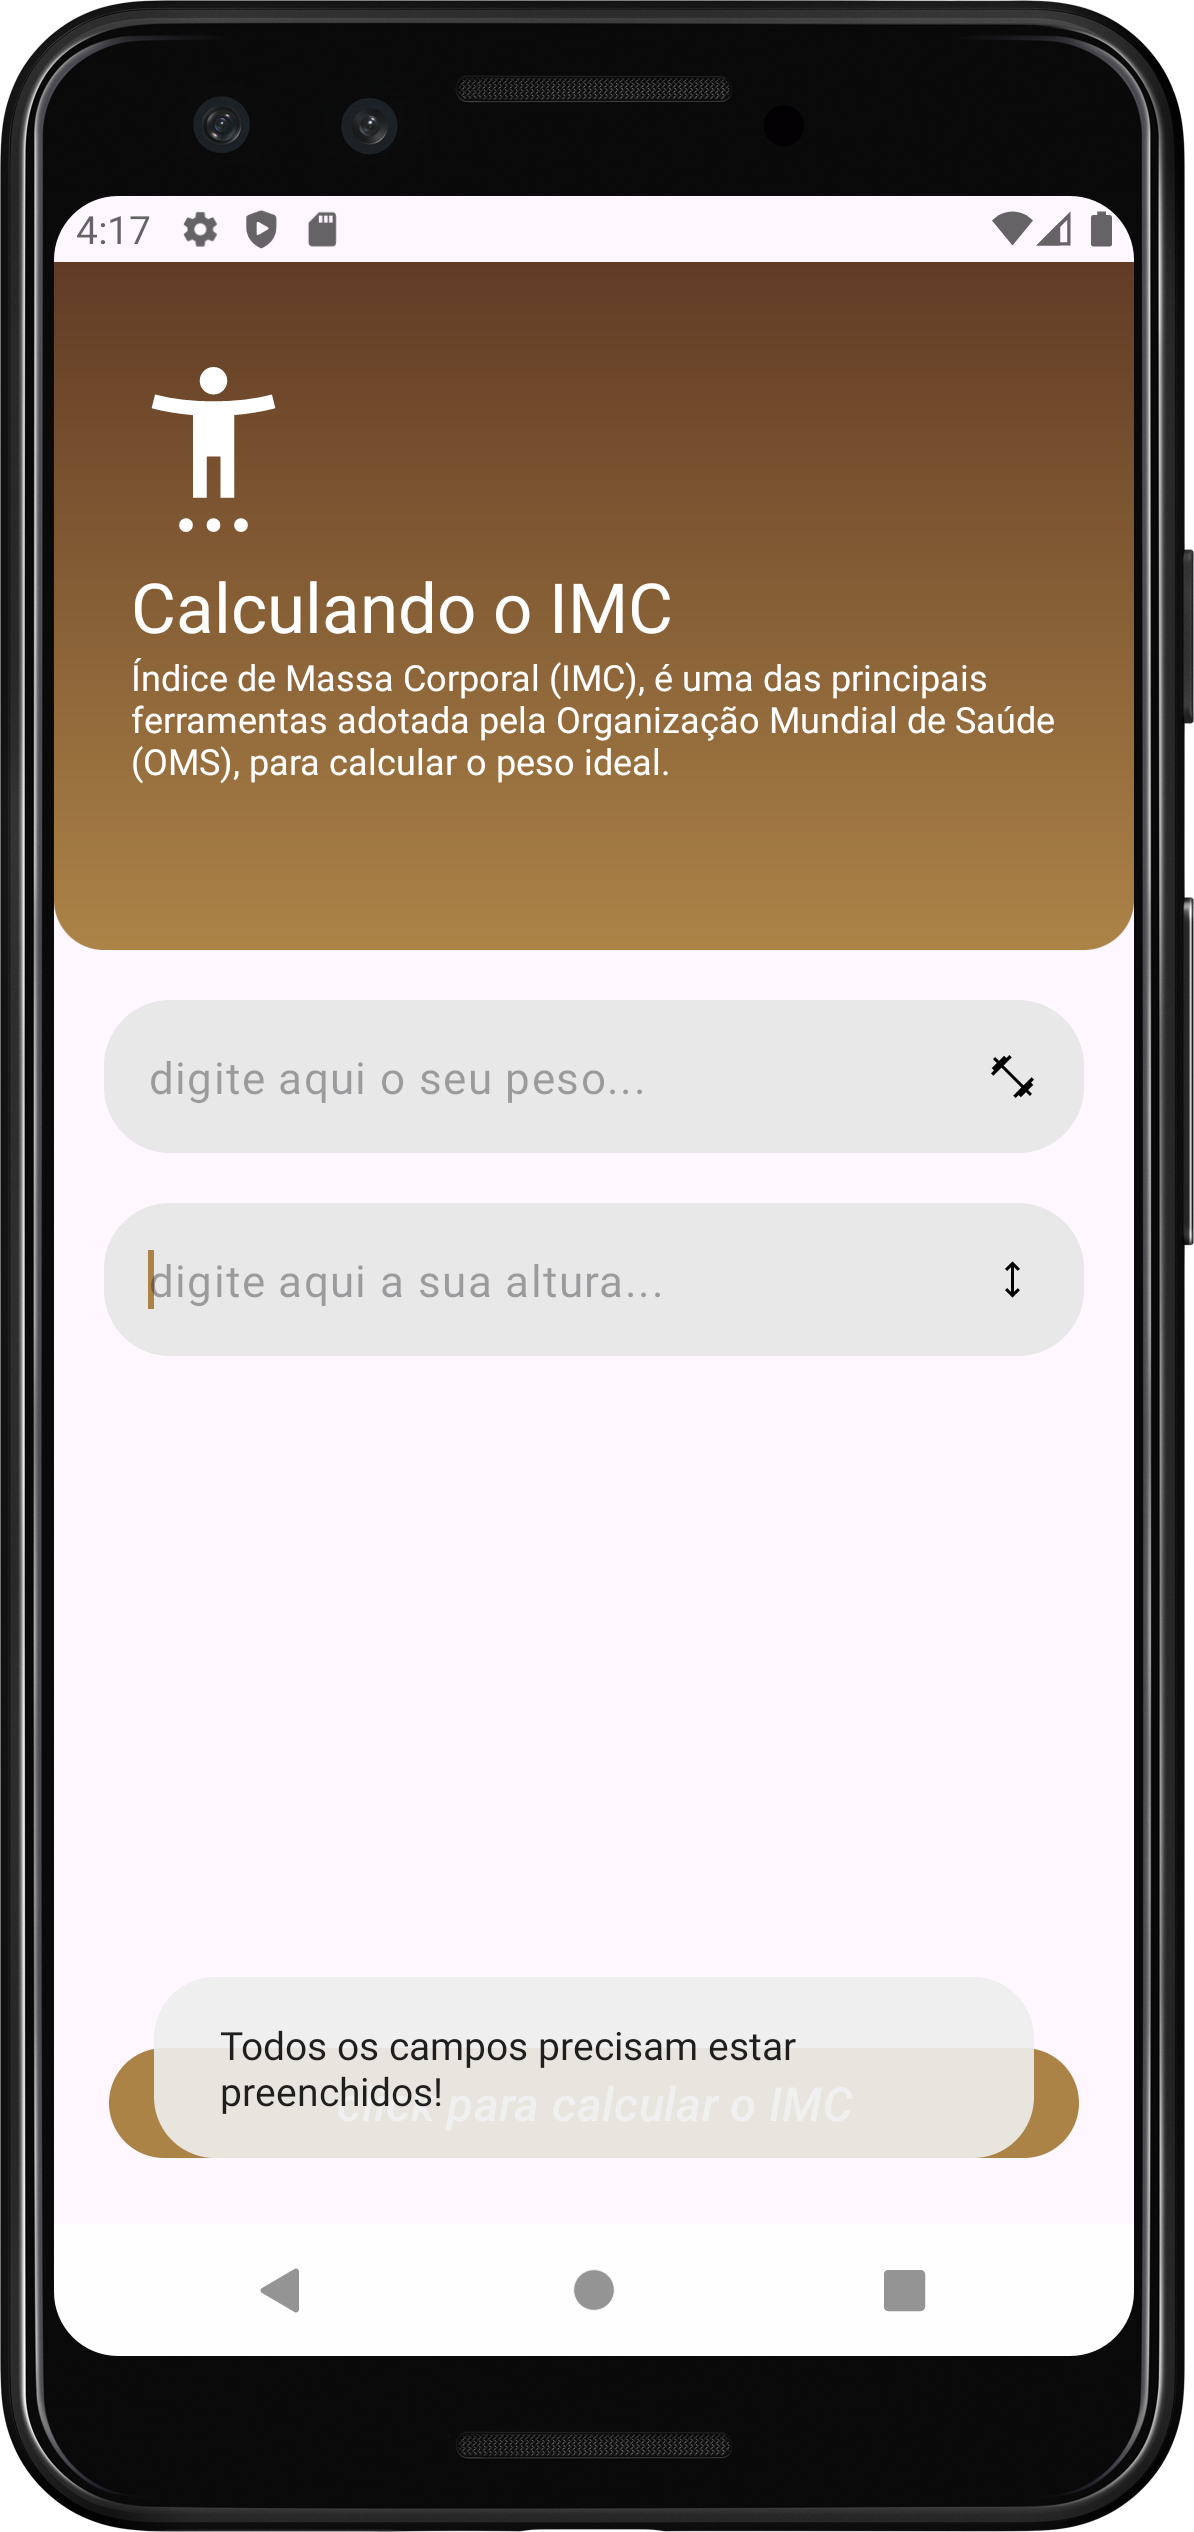 4:17
Calculando o IMC
Índice de Massa Corporal (IMC), é uma das principais
ferramentas adotada pela Organização Mundial de Saúde
(OMS), para calcular o peso ideal.
digite aqui o seu peso...
digite aqui a sua altura...
Todos os campos precisam estar
preenchidos!
click para calcular o IMC